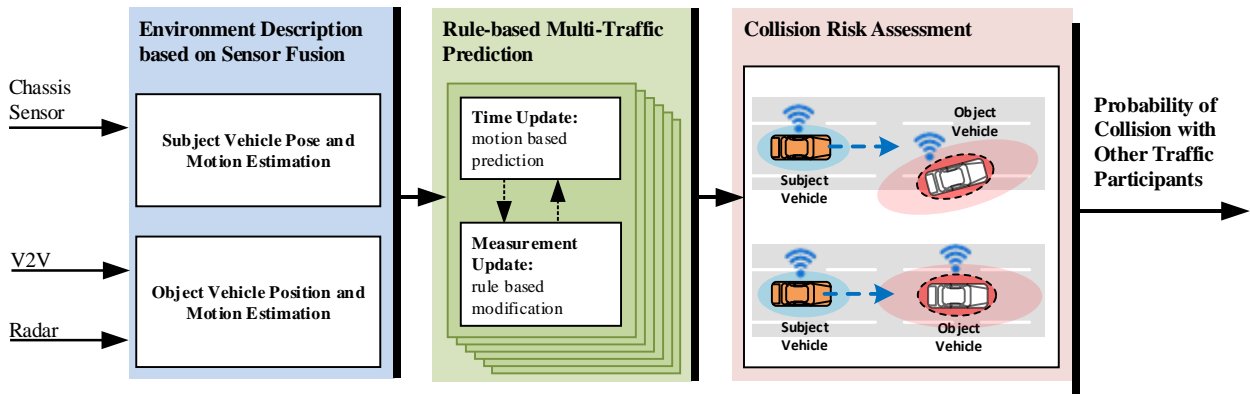 Chassis
Sensor
V2V
Radar
Environment Description
based on Sensor Fusion
Subject Vehicle Pose and
Motion Estimation
Object Vehicle Position and
Motion Estimation
Rule-based Multi-Traffic
Prediction
Time Update:
motion based
prediction
Measurement
Update:
rule based
modification
Collision Risk Assessment
Object
Vehicle
Subject
Vehicle
Subject
Vehicle
Object
Vehicle
Probability of
Collision with
Other Traffic
Participants